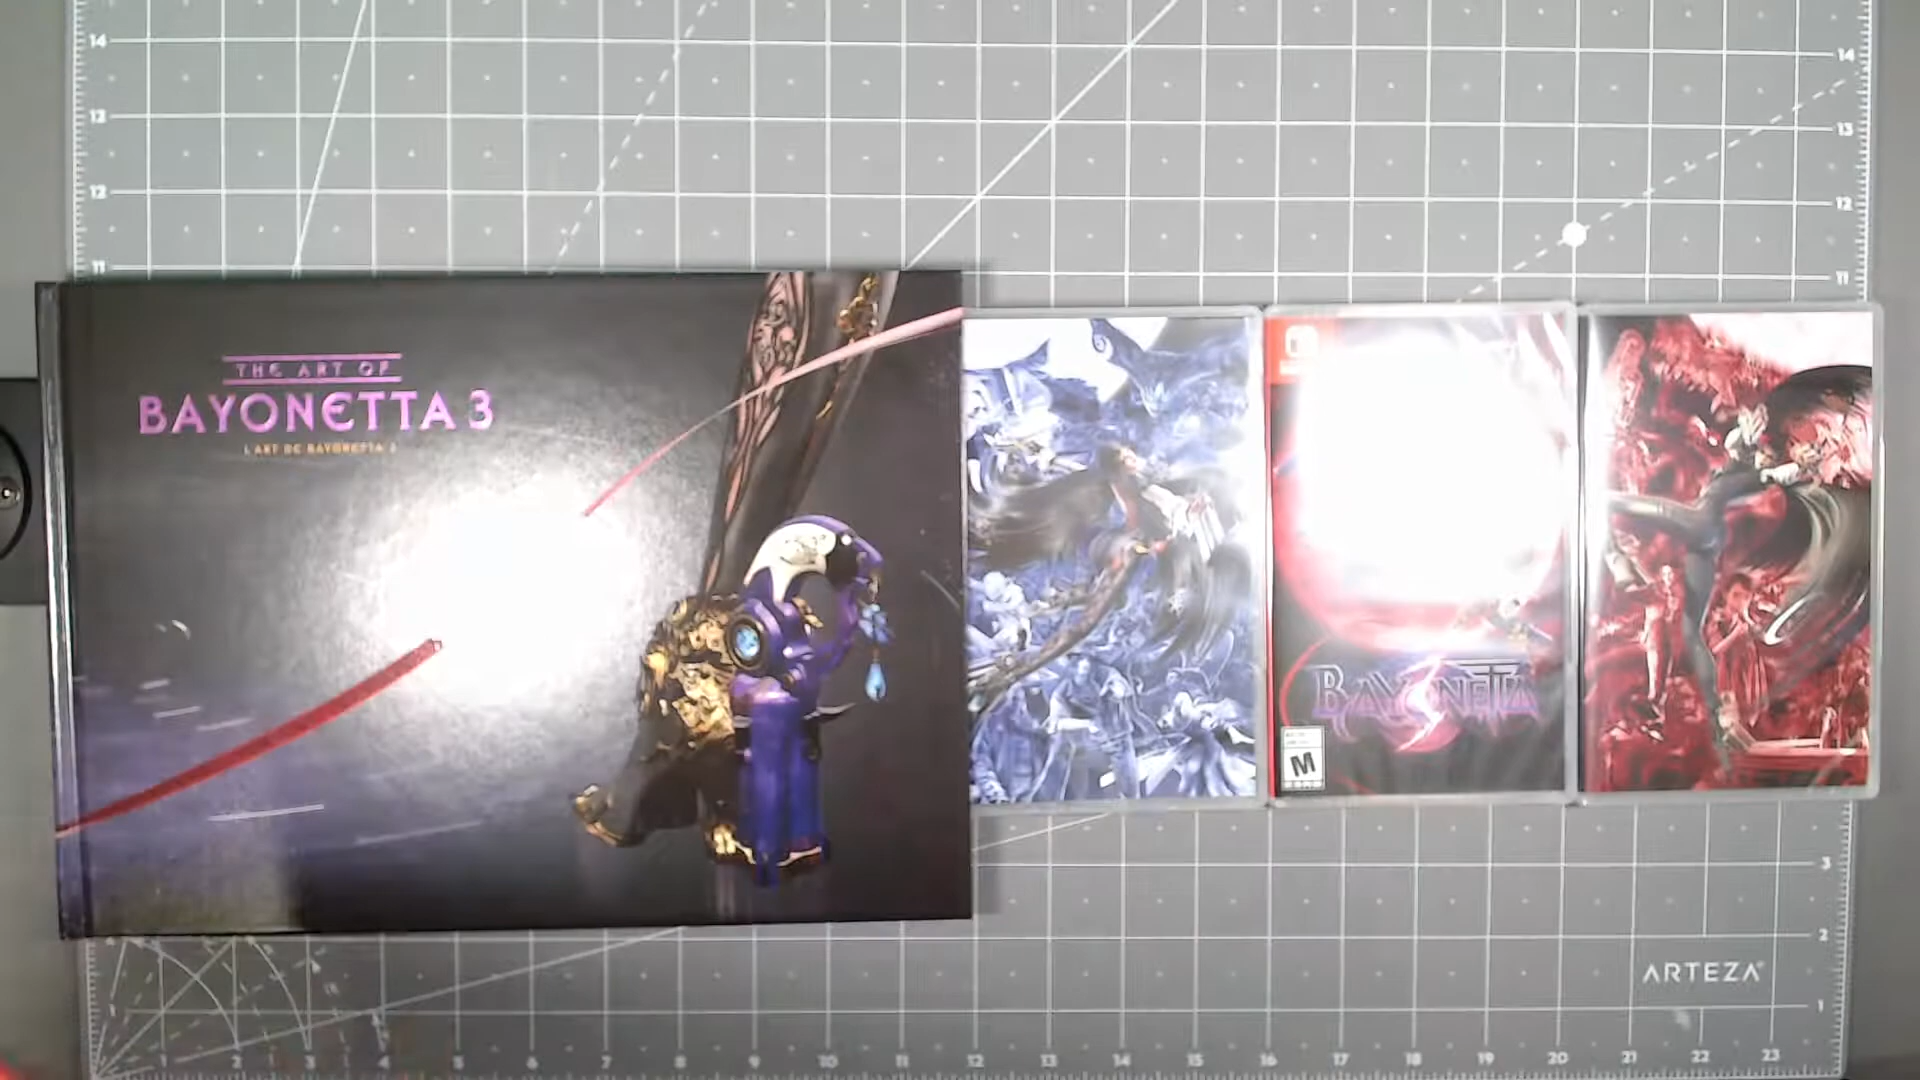 14
14
13
13
12
12
11
11
THE ART OF
BAYONETTA 3
L'ART DE BAYONETTA 3
BAYONETTA
M
3
2
ARTEZA
1
1 2 3 4 5 6 7 8 9 10 11 12 13 14 15 16 17 18 19 20 21 22 23